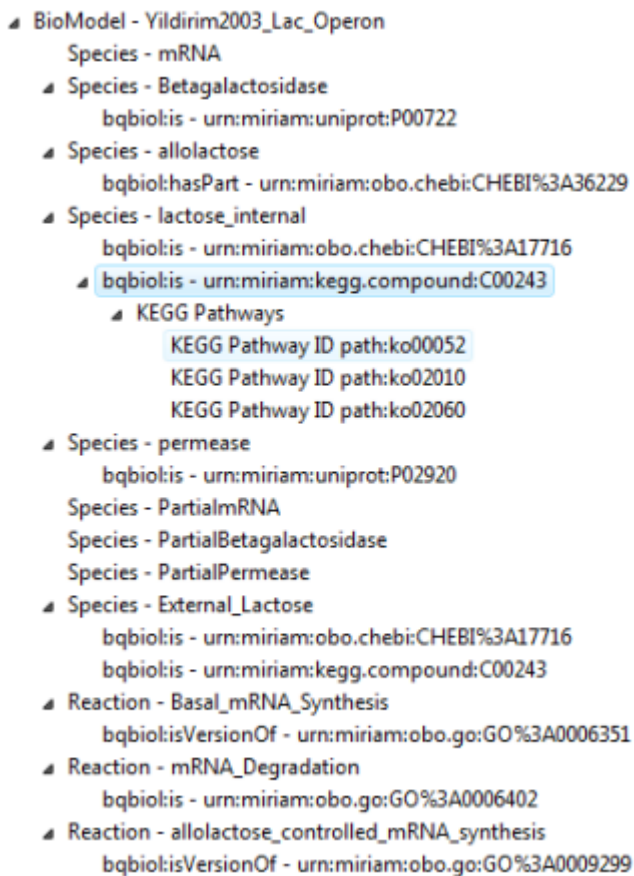 BioModel - Yildirim2003_Lac_Operon
Species - mRNA
Species - Betagalactosidase
bqbiol:is - urn:miriam:uniprot:P00722
Species - allolactose
bqbiol:hasPart - urn:miriam:obo.chebi:CHEBI%3A36229
Species - lactose_internal
bqbiol:is - urn:miriam:obo.chebi:CHEBI%3A17716
bqbiol:is - urn:miriam:kegg.compound:C00243
KEGG Pathways
KEGG Pathway ID path:ko00052
KEGG Pathway ID path:ko02010
KEGG Pathway ID path:ko02060
Species - permease
bqbiol:is - urn:miriam:uniprot:P02920
Species - PartialmRNA
Species - PartialBetagalactosidase
Species - PartialPermease
Species - External_Lactose
bqbiol:is - urn:miriam:obo.chebi:CHEBI%3A17716
bqbiol:is - urn:miriam:kegg.compound:C00243
Reaction - Basal_mRNA_Synthesis
bqbiol:isVersionOf - urn:miriam:obo.go:GO%3A0006351
Reaction - mRNA_Degradation
bqbiol:is - urn:miriam:obo.go:GO%3A0006402
Reaction - allolactose_controlled_mRNA_synthesis
bqbiol:isVersionOf - urn:miriam:obo.go:GO%3A0009299